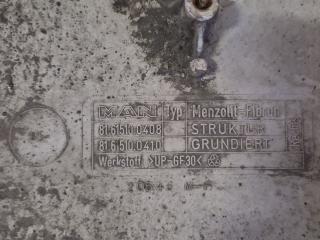 MAN Typ Menzolit-Fibron
81.61510.0408 STRUKTUR
81.61510.0410 GRUNDIERT
Werkstoff >UP-GF30<